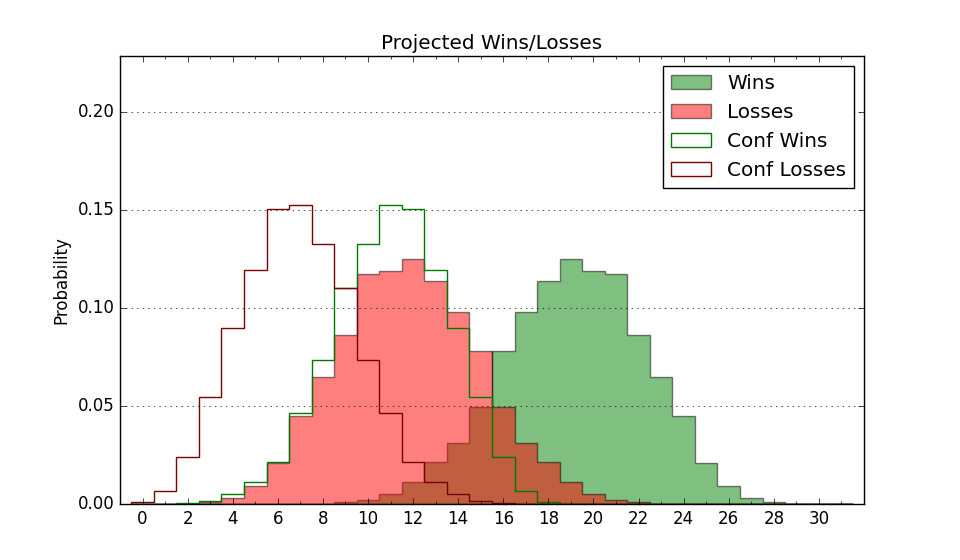 Projected Wins/Losses
Wins
Losses
Conf Wins
Conf Losses
Probability
0.20
0.15
0.10
0.05
0.00
0 2 4 6 8 10 12 14 16 18 20 22 24 26 28 30